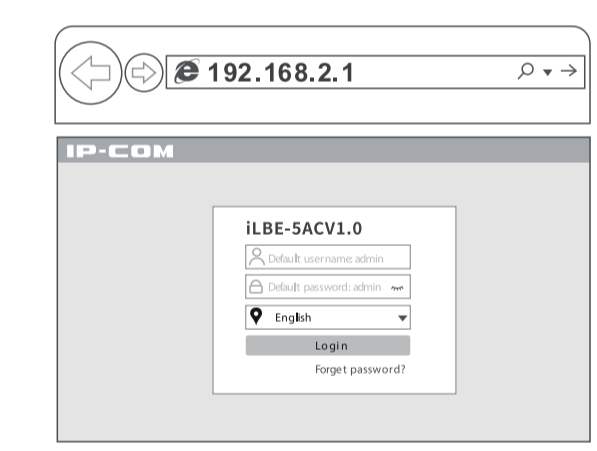 192.168.2.1
IP-COM
iLBE-5ACV1.0
Default username: admin
Default password: admin
English
Login
Forget password?